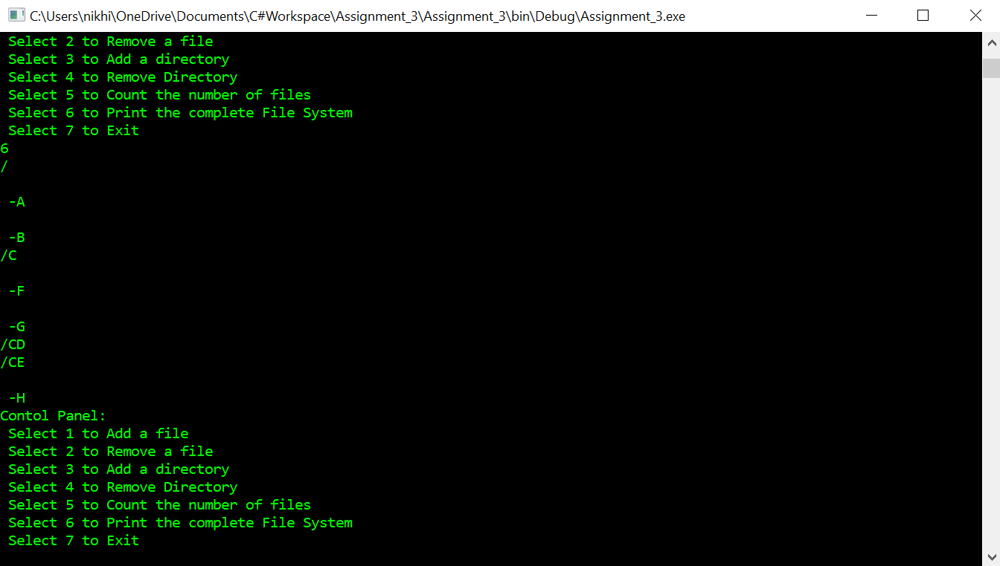 C:\Users\nikhi\OneDrive\Documents\C#Workspace\Assignment_3\Assignment_3\bin\Debug\Assignment_3.exe
Select 2 to Remove a file
Select 3 to Add a directory
Select 4 to Remove Directory
Select 5 to Count the number of files
Select 6 to Print the complete File System
Select 7 to Exit
6
/
-A
-B
/C
-F
-G
/CD
/CE
-H
Contol Panel:
Select 1 to Add a file
Select 2 to Remove a file
Select 3 to Add a directory
Select 4 to Remove Directory
Select 5 to Count the number of files
Select 6 to Print the complete File System
Select 7 to Exit